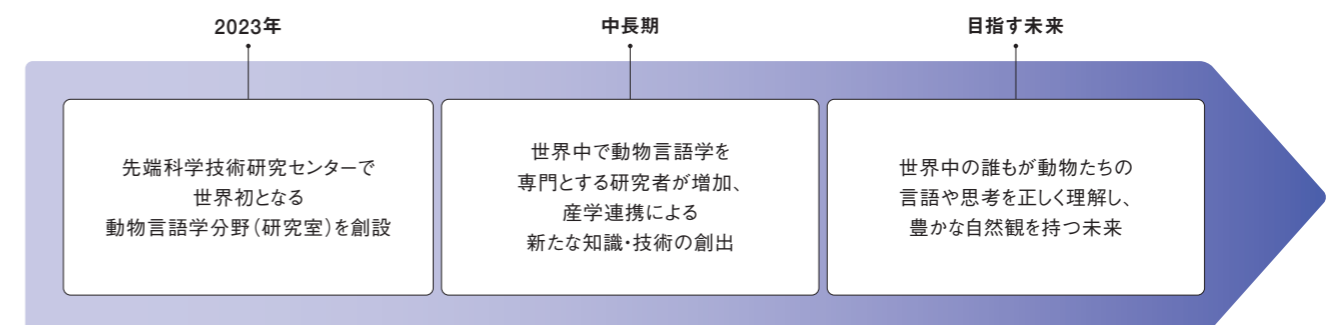 2023年
中長期
目指す未来
先端科学技術研究センターで
世界初となる
動物言語学分野(研究室)を創設
世界中で動物言語学を
専門とする研究者が増加、
産学連携による
新たな知識・技術の創出
世界中の誰もが動物たちの
言語や思考を正しく理解し、
豊かな自然観を持つ未来